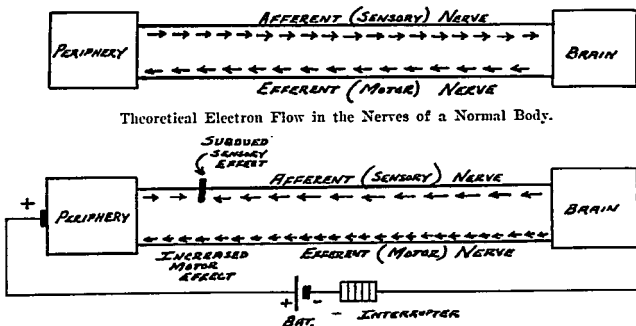 AFFERENT (SENSORY) NERVE
PERIPHERY
BRAIN
EFFERENT (MOTOR) NERVE
Theoretical Electron Flow in the Nerves of a Normal Body.
SUBDUED
SENSORY
EFFECT
AFFERENT (SENSORY) NERVE
+
PERIPHERY
BRAIN
INCREASED
MOTOR
EFFECT
EFFERENT (MOTOR) NERVE
+ -
BAT.
- INTERRUPTER